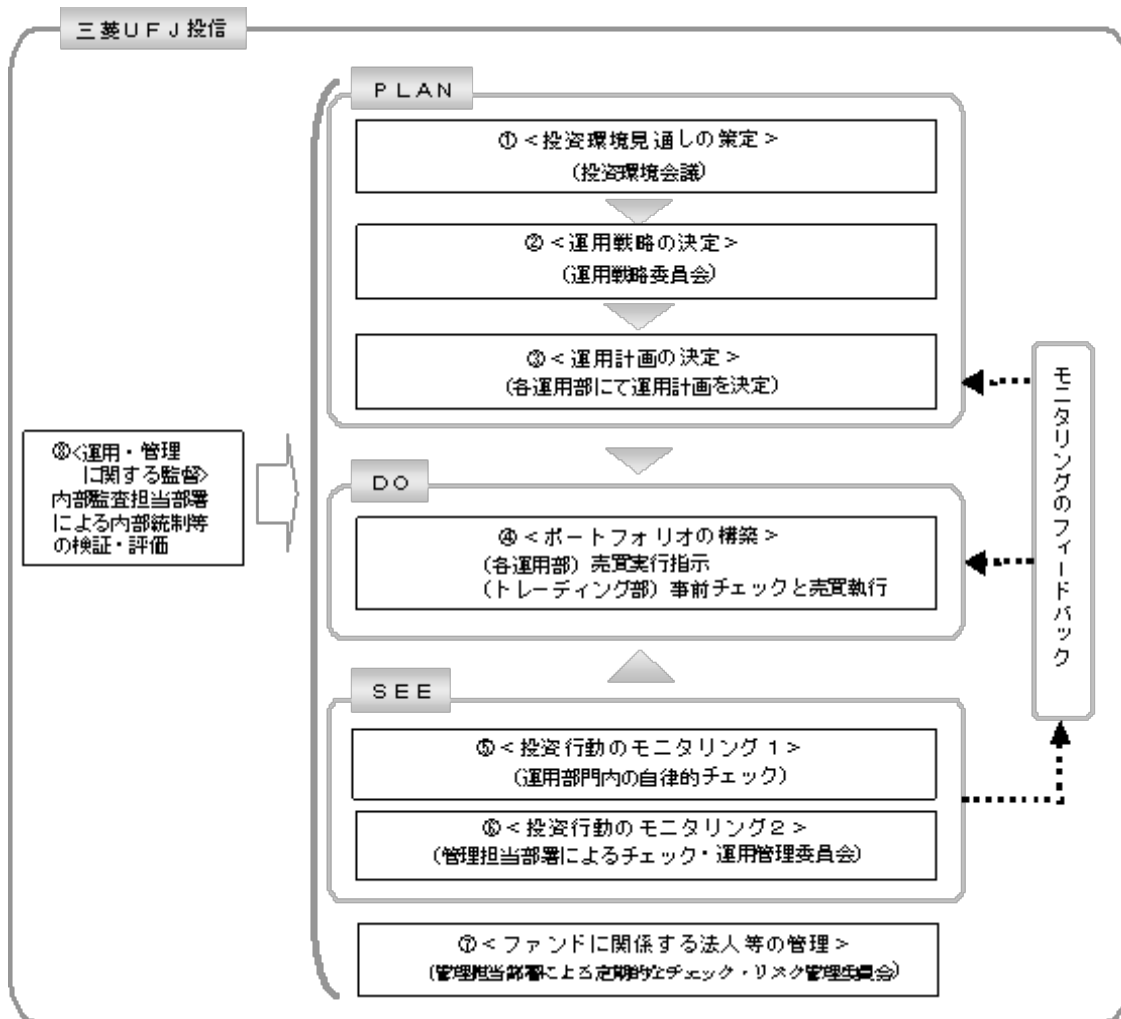 三菱UFJ投信
PLAN
①<投資環境見通しの策定>
(投資環境会議)
②<運用戦略の決定>
(運用戦略委員会)
③<運用計画の決定>
(各運用部にて運用計画を決定)
⑧<運用・管理
に関する監督>
内部監査担当部署
による内部統制等
の検証・評価
DO
④<ポートフォリオの構築>
(各運用部) 売買実行指示
(トレーディング部) 事前チェックと売買執行
モニタリングのフィードバック
SEE
⑤<投資行動のモニタリング1>
(運用部門内の自律的チェック)
⑥<投資行動のモニタリング2>
(管理担当部署によるチェック・運用管理委員会)
⑦<ファンドに関係する法人等の管理>
(管理担当部署による定期的なチェック・リスク管理委員会)